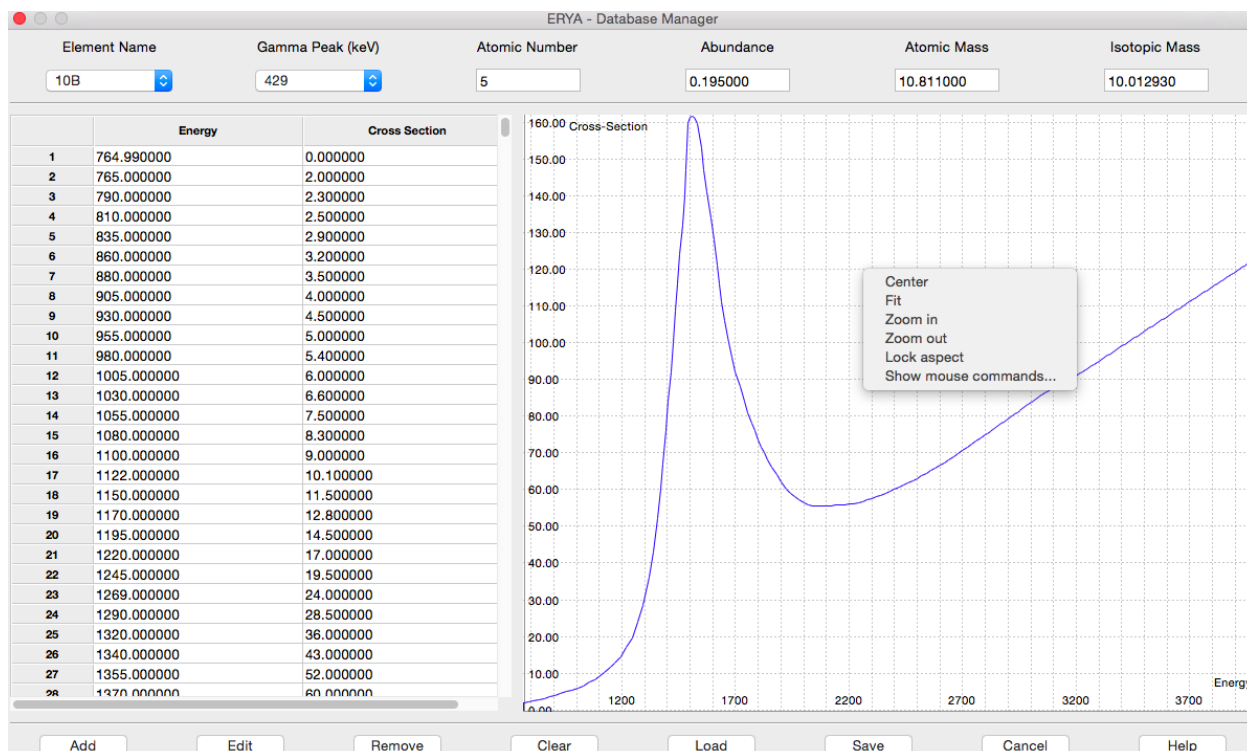 ERYA - Database Manager
Element Name Gamma Peak (keV) Atomic Number Abundance Atomic Mass Isotopic Mass
10B 429 5 0.195000 10.811000 10.012930
Energy Cross Section
1 764.990000 0.000000
2 765.000000 2.000000
3 790.000000 2.300000
4 810.000000 2.500000
5 835.000000 2.900000
6 860.000000 3.200000
7 880.000000 3.500000
8 905.000000 4.000000
9 930.000000 4.500000
10 955.000000 5.000000
11 980.000000 5.400000
12 1005.000000 6.000000
13 1030.000000 6.600000
14 1055.000000 7.500000
15 1080.000000 8.300000
16 1100.000000 9.000000
17 1122.000000 10.100000
18 1150.000000 11.500000
19 1170.000000 12.800000
20 1195.000000 14.500000
21 1220.000000 17.000000
22 1245.000000 19.500000
23 1269.000000 24.000000
24 1290.000000 28.500000
25 1320.000000 36.000000
26 1340.000000 43.000000
27 1355.000000 52.000000
28 1370.000000 60.000000
160.00 Cross-Section
150.00
140.00
130.00
120.00
110.00
100.00
90.00
80.00
70.00
60.00
50.00
40.00
30.00
20.00
10.00
0.00
1200 1700 2200 2700 3200 3700
Energy
Center
Fit
Zoom in
Zoom out
Lock aspect
Show mouse commands...
Add Edit Remove Clear Load Save Cancel Help